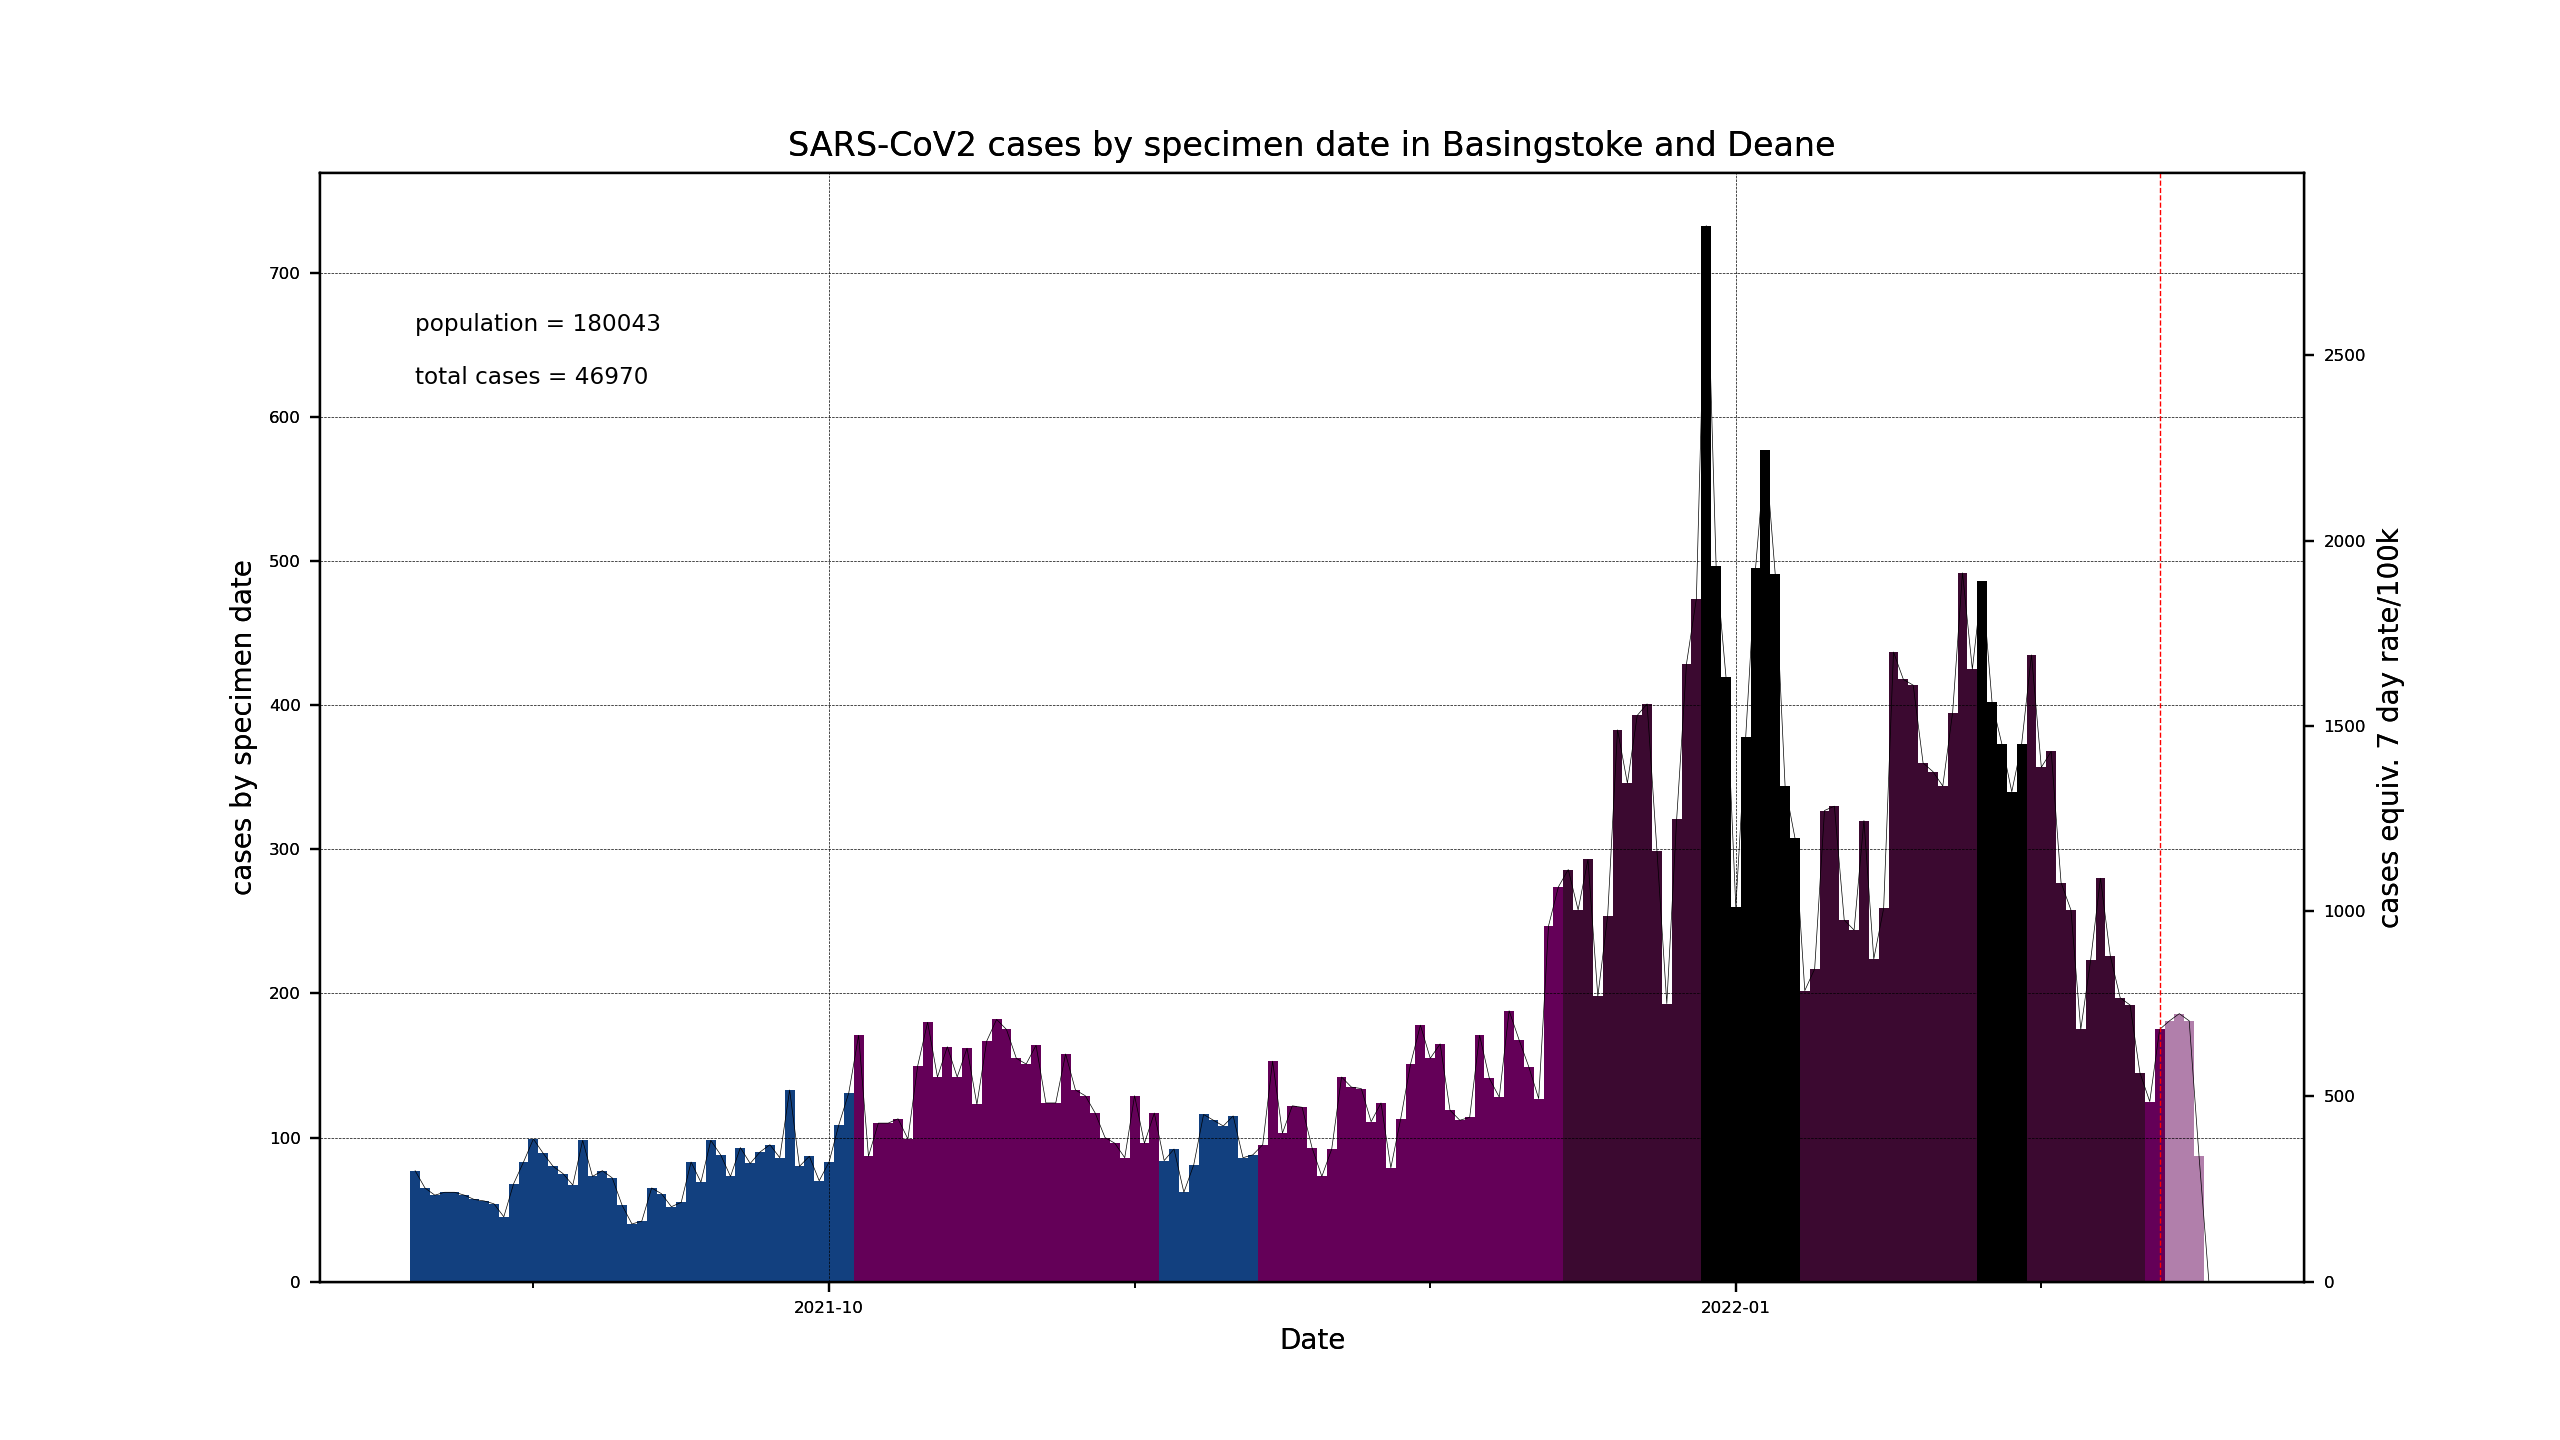 SARS-CoV2 cases by specimen date in Basingstoke and Deane
population = 180043
total cases = 46970
cases by specimen date
700
600
500
400
300
200
100
0
2500
2000
1500
1000
500
0
cases equiv. 7 day rate/100k
2021-10
2022-01
Date